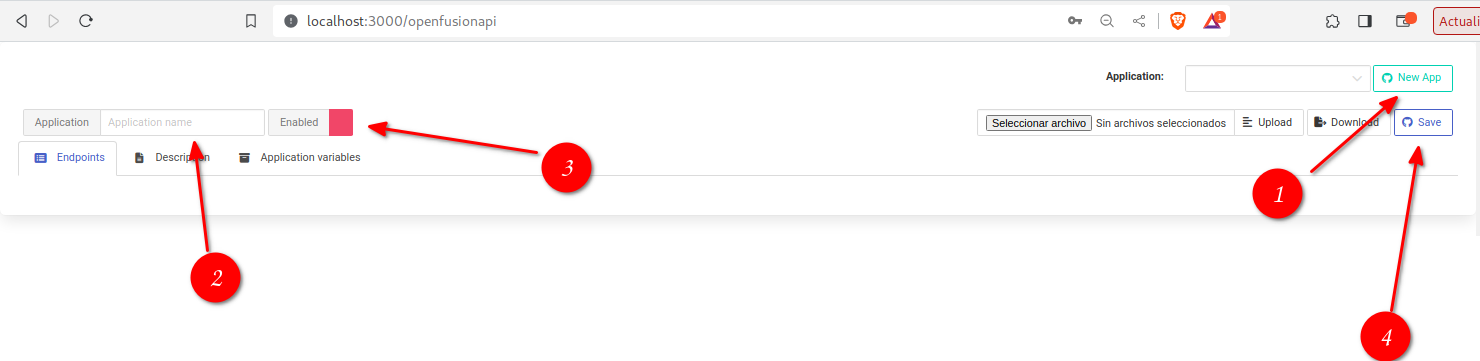 localhost:3000/openfusionapi
1
Actuali
Application:
New App
Application
Application name
Enabled
Seleccionar archivo
Sin archivos seleccionados
Upload
Download
Save
Endpoints
Description
Application variables
3
1
2
4